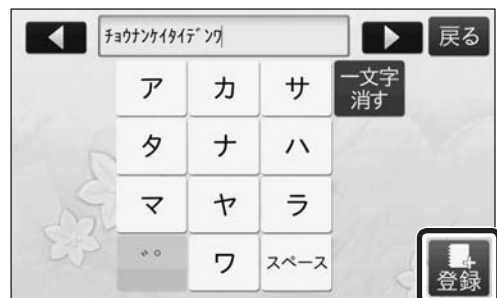 ﾁｮｳﾅﾝｹｲﾀｲﾃﾞﾝﾜ 戻る
ア カ サ 一文字
消す
タ ナ ハ
マ ヤ ラ
゛゜ ワ スペース
登録